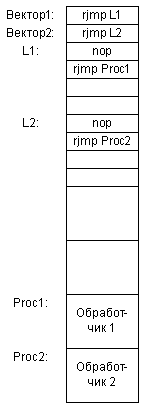 Вектор1: rjmp L1
Вектор2: rjmp L2
L1: nop
rjmp Proc1
L2: nop
rjmp Proc2
Proc1: Обработ-
чик 1
Proc2: Обработ-
чик 2